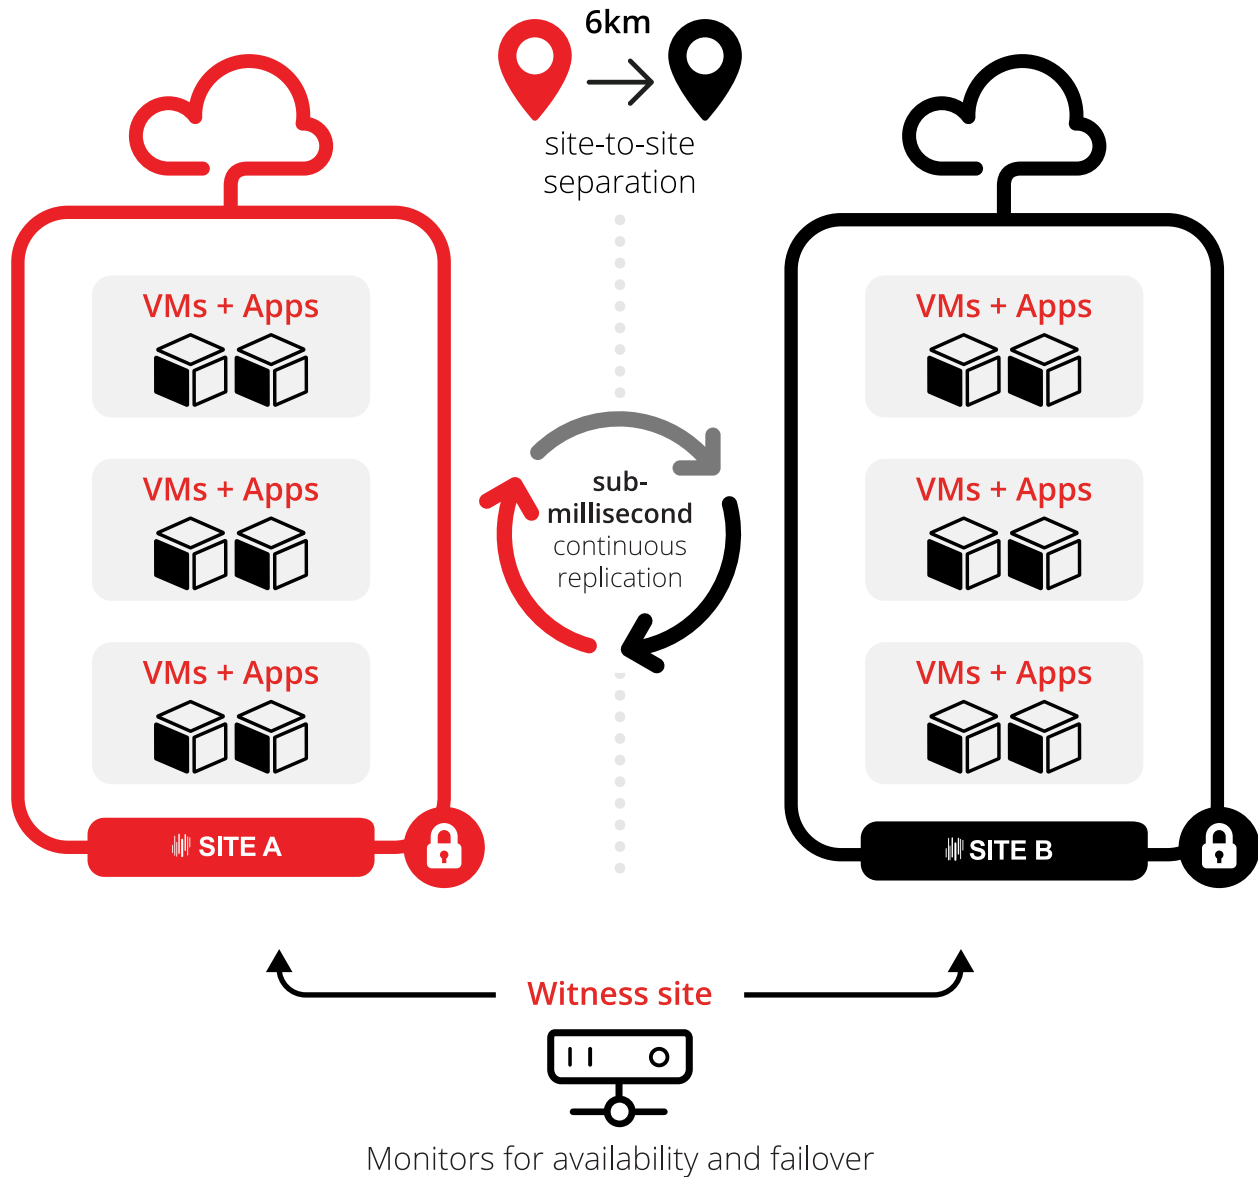 6km
site-to-site
separation
VMs + Apps
VMs + Apps
VMs + Apps
SITE A
sub-
millisecond
continuous
replication
VMs + Apps
VMs + Apps
VMs + Apps
SITE B
Witness site
Monitors for availability and failover